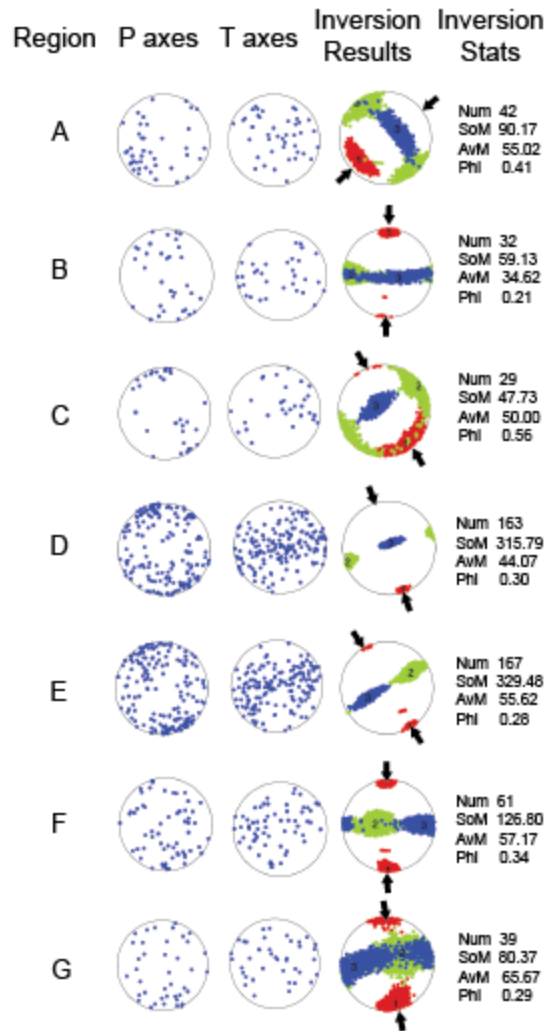 Region P axes T axes Inversion Results Inversion Stats
A
Num 42
SoM 90.17
AvM 55.02
PhI 0.41
B
Num 32
SoM 59.13
AvM 34.62
PhI 0.21
C
Num 29
SoM 47.73
AvM 50.00
PhI 0.56
D
Num 163
SoM 315.79
AvM 44.07
PhI 0.30
E
Num 167
SoM 329.48
AvM 55.62
PhI 0.28
F
Num 61
SoM 126.80
AvM 57.17
PhI 0.34
G
Num 39
SoM 80.37
AvM 65.67
PhI 0.29